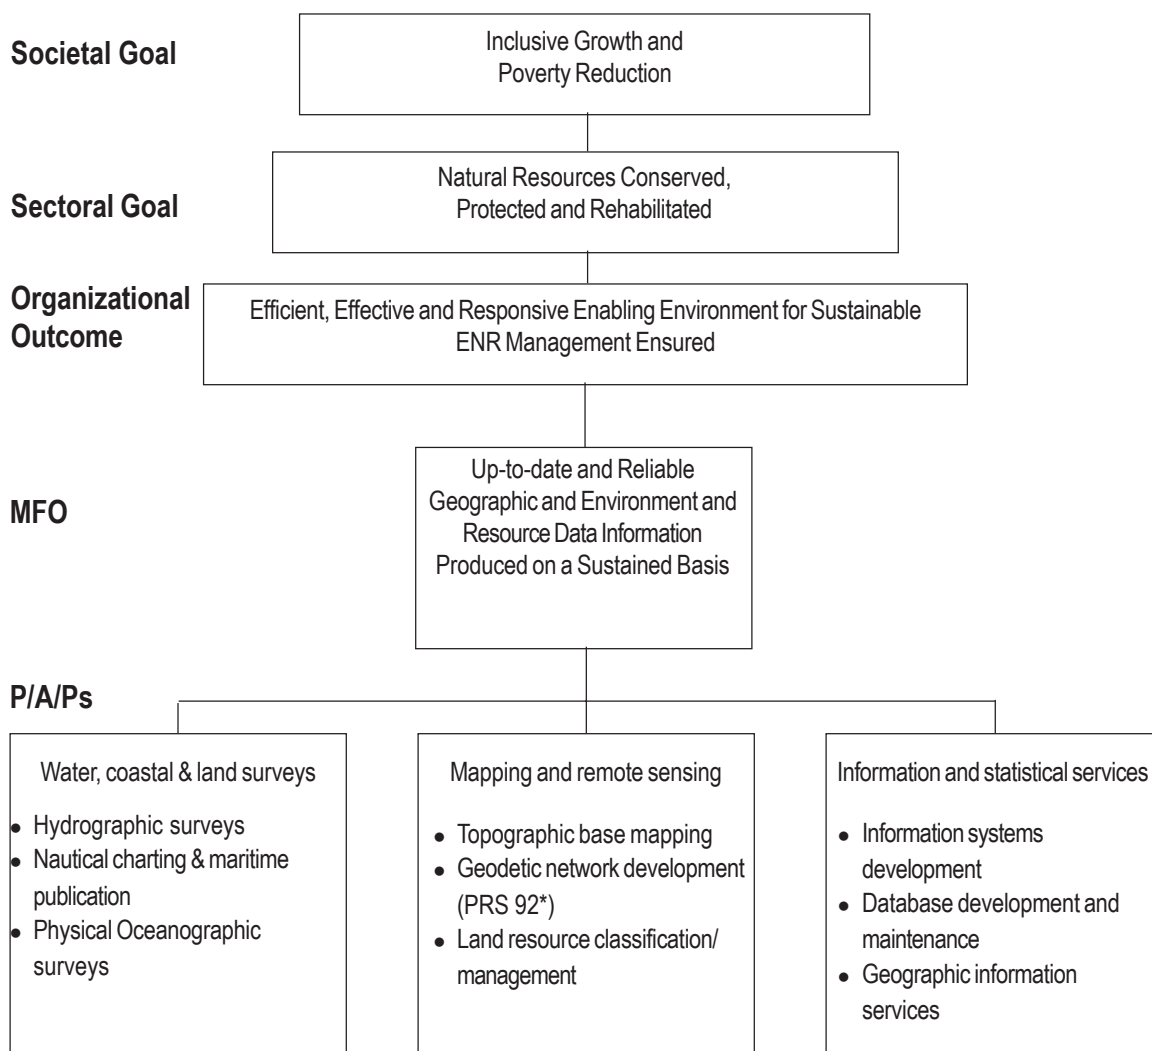 Societal Goal
Inclusive Growth and
Poverty Reduction
Sectoral Goal
Natural Resources Conserved,
Protected and Rehabilitated
Organizational
Outcome
Efficient, Effective and Responsive Enabling Environment for Sustainable
ENR Management Ensured
MFO
Up-to-date and Reliable
Geographic and Environment and
Resource Data Information
Produced on a Sustained Basis
P/A/Ps
Water, coastal & land surveys
• Hydrographic surveys
• Nautical charting & maritime
publication
• Physical Oceanographic
surveys
Mapping and remote sensing
• Topographic base mapping
• Geodetic network development
(PRS 92*)
• Land resource classification/
management
Information and statistical services
• Information systems
development
• Database development and
maintenance
• Geographic information
services